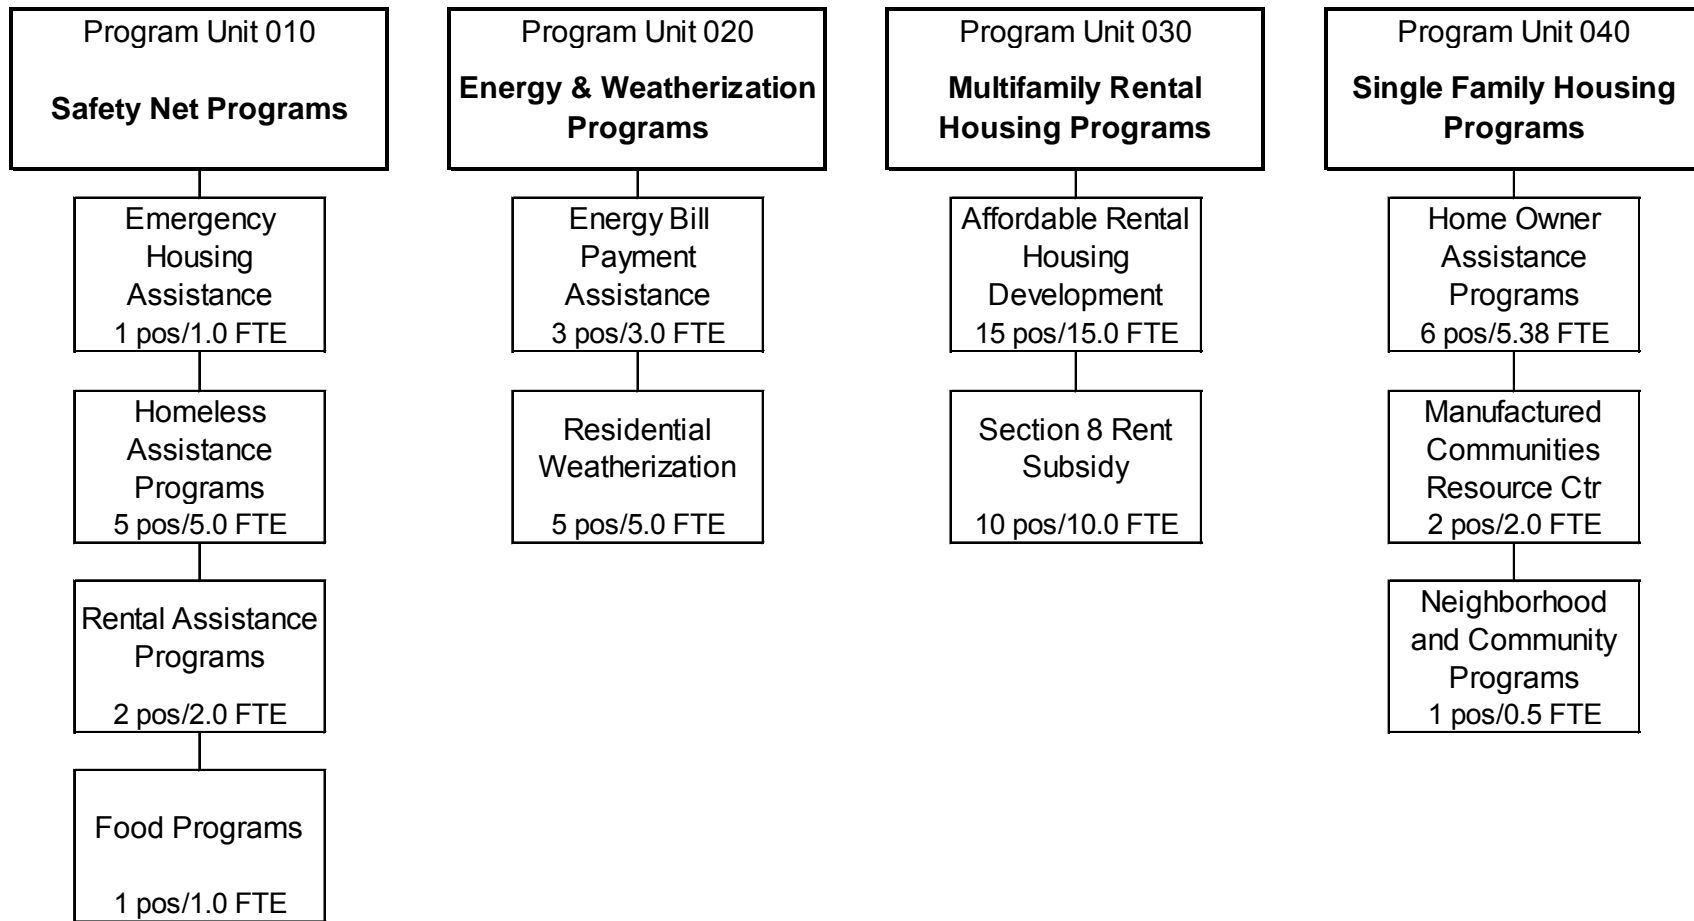 Program Unit 010
Safety Net Programs
Emergency
Housing
Assistance
1 pos/1.0 FTE
Homeless
Assistance
Programs
5 pos/5.0 FTE
Rental Assistance
Programs
2 pos/2.0 FTE
Food Programs
1 pos/1.0 FTE
Program Unit 020
Energy & Weatherization
Programs
Energy Bill
Payment
Assistance
3 pos/3.0 FTE
Residential
Weatherization
5 pos/5.0 FTE
Program Unit 030
Multifamily Rental
Housing Programs
Affordable Rental
Housing
Development
15 pos/15.0 FTE
Section 8 Rent
Subsidy
10 pos/10.0 FTE
Program Unit 040
Single Family Housing
Programs
Home Owner
Assistance
Programs
6 pos/5.38 FTE
Manufactured
Communities
Resource Ctr
2 pos/2.0 FTE
Neighborhood
and Community
Programs
1 pos/0.5 FTE